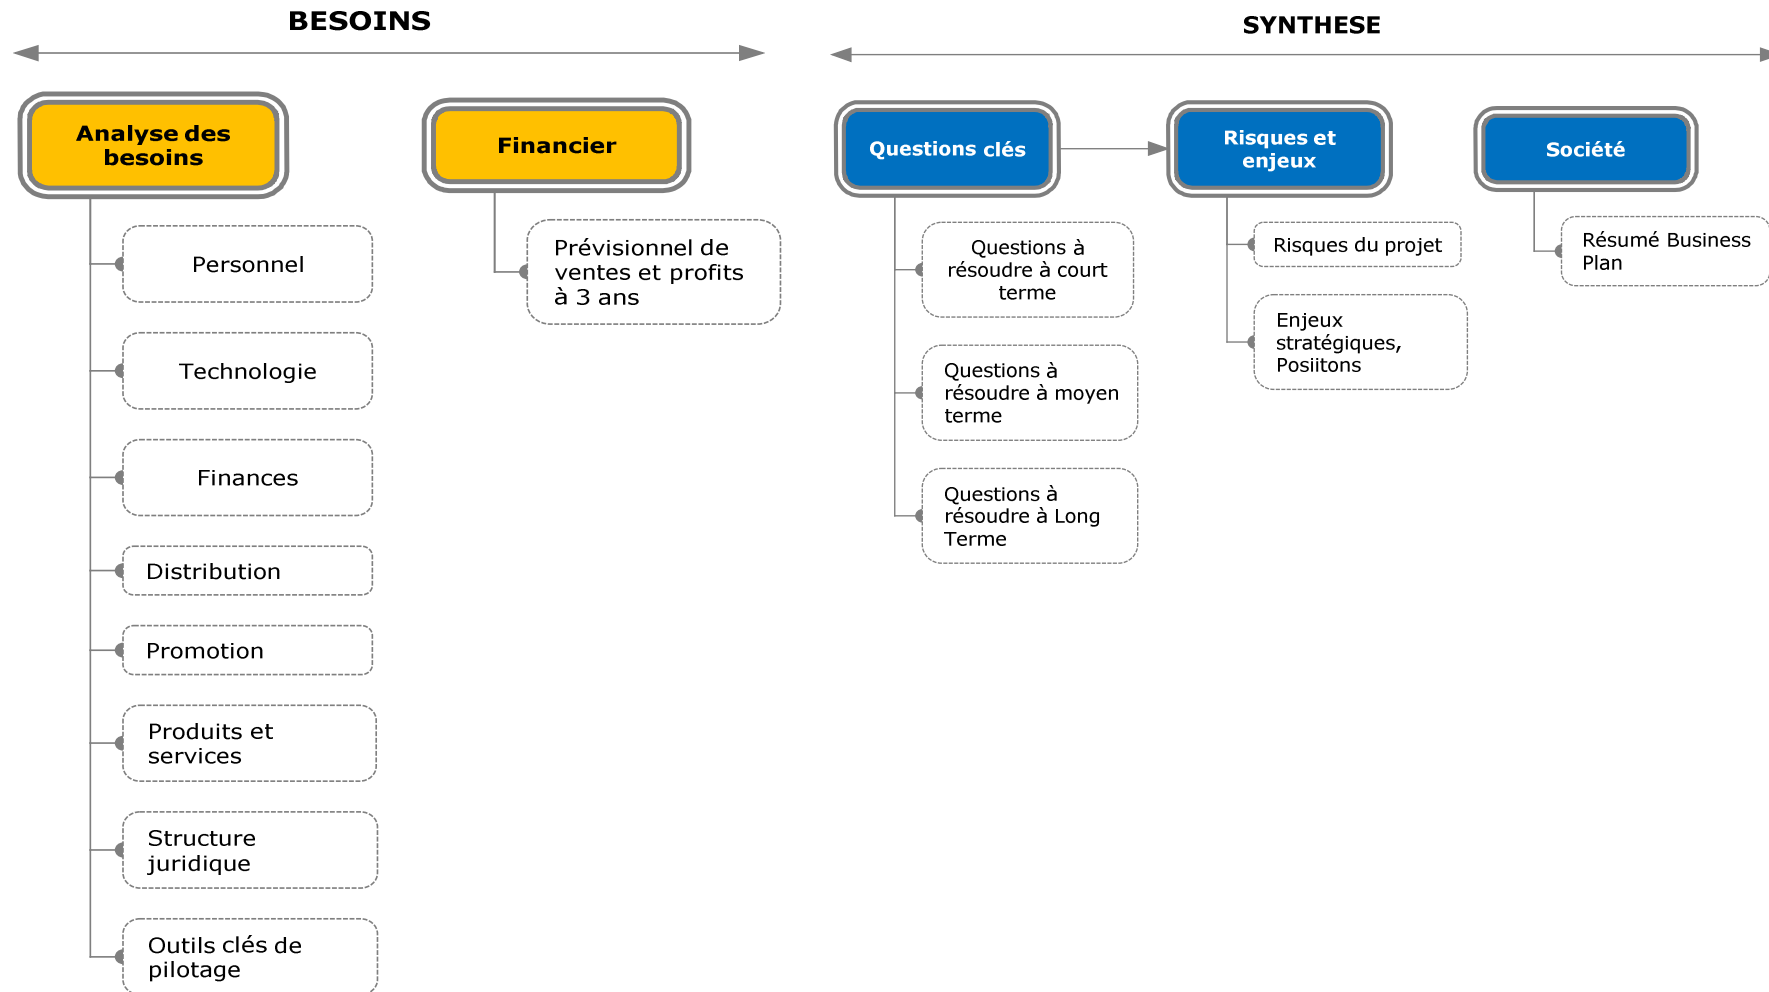 BESOINS
SYNTHESE
Analyse des
besoins
Personnel
Technologie
Finances
Distribution
Promotion
Produits et
services
Structure
juridique
Outils clés de
pilotage
Financier
Prévisionnel de
ventes et profits
à 3 ans
Questions clés
Questions à
résoudre à court
terme
Questions à
résoudre à moyen
terme
Questions à
résoudre à Long
Terme
Risques et
enjeux
Risques du projet
Enjeux
stratégiques,
Posiitons
Société
Résumé Business
Plan